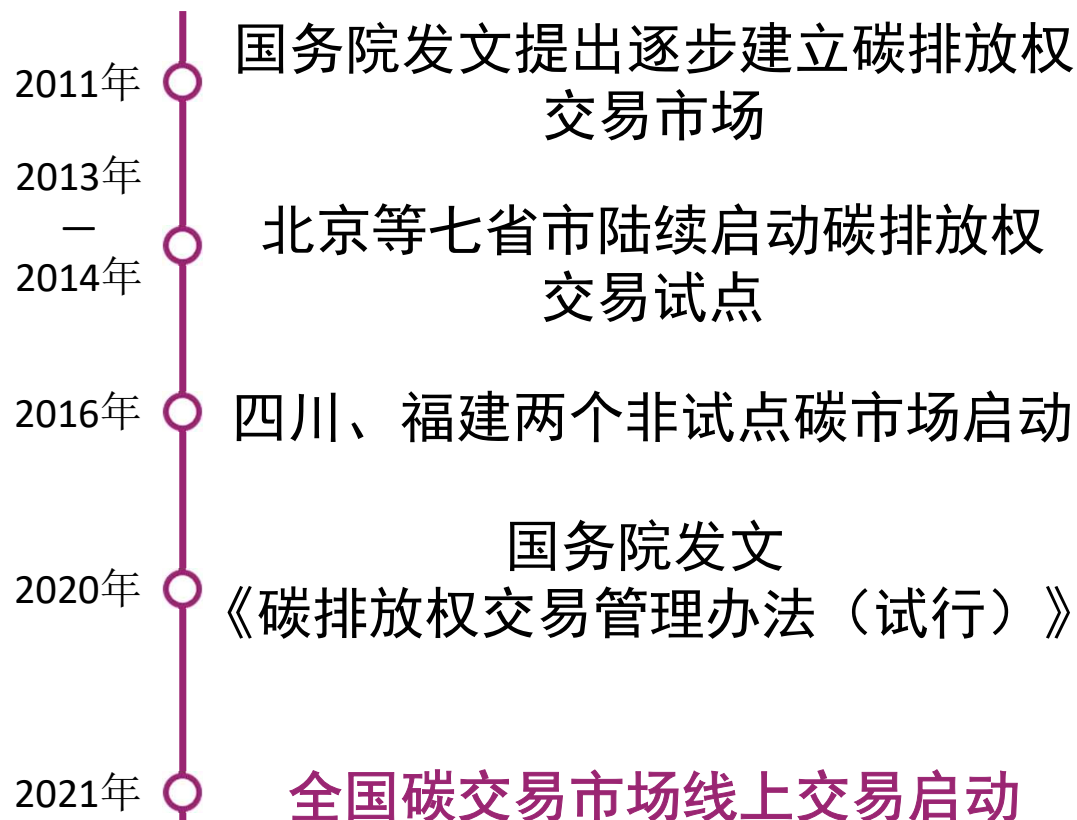 2011年
国务院发文提出逐步建立碳排放权
交易市场
2013年
—
2014年
北京等七省市陆续启动碳排放权
交易试点
2016年
四川、福建两个非试点碳市场启动
2020年
国务院发文
《碳排放权交易管理办法（试行）》
2021年
全国碳交易市场线上交易启动